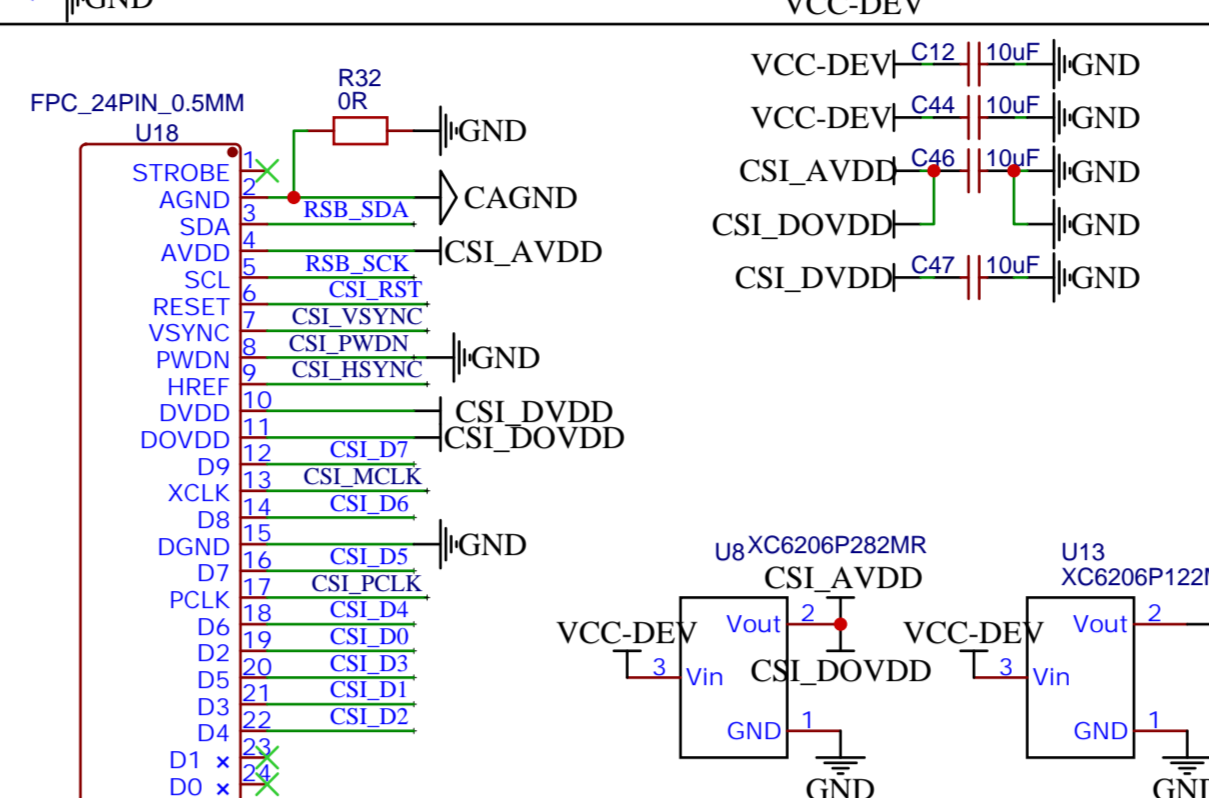 GND
VCC-DEV
FPC_24PIN_0.5MM
U18
R32
0R
GND
STROBE 1
AGND 2 CAGND
SDA 3 RSB_SDA
AVDD 4 CSI_AVDD
SCL 5 RSB_SCK
RESET 6 CSI_RST
VSYNC 7 CSI_VSYNC
PWDN 8 CSI_PWDN GND
HREF 9 CSI_HSYNC
DVDD 10 CSI_DVDD
DOVDD 11 CSI_DOVDD
D9 12 CSI_D7
XCLK 13 CSI_MCLK
D8 14 CSI_D6
DGND 15 GND
D7 16 CSI_D5
PCLK 17 CSI_PCLK
D6 18 CSI_D4
D2 19 CSI_D0
D5 20 CSI_D3
D3 21 CSI_D1
D4 22 CSI_D2
D1 x 23
D0 x 24
VCC-DEV C12 10uF GND
VCC-DEV C44 10uF GND
CSI_AVDD C46 10uF GND
CSI_DOVDD GND
CSI_DVDD C47 10uF GND
U8 XC6206P282MR
CSI_AVDD
VCC-DEV Vout 2
3 Vin CSI_DOVDD
GND 1
GND
U13
XC6206P122
VCC-DEV Vout 2
3 Vin
GND 1
GND